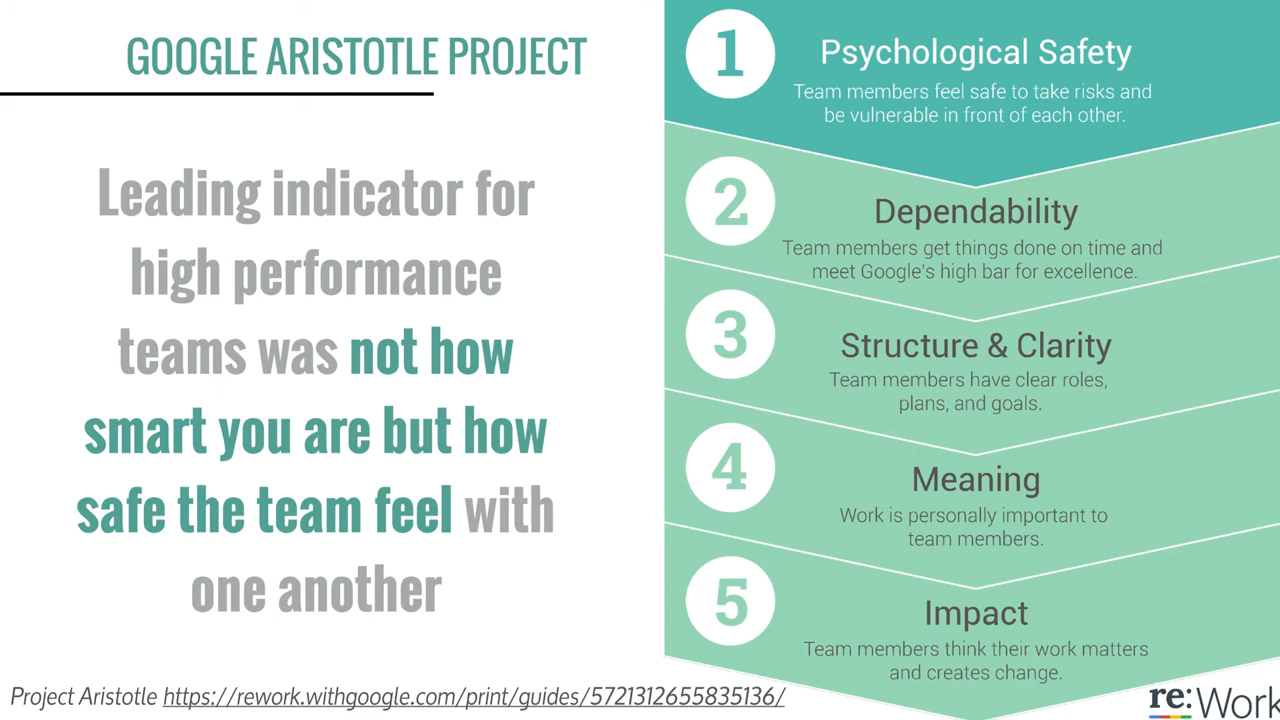 GOOGLE ARISTOTLE PROJECT
Leading indicator for
high performance
teams was not how
smart you are but how
safe the team feel with
one another
Project Aristotle https://rework.withgoogle.com/print/guides/5721312655835136/
1
Psychological Safety
Team members feel safe to take risks and
be vulnerable in front of each other.
2
Dependability
Team members get things done on time and
meet Google's high bar for excellence.
3
Structure & Clarity
Team members have clear roles,
plans, and goals.
4
Meaning
Work is personally important to
team members.
5
Impact
Team members think their work matters
and creates change.
re:Work